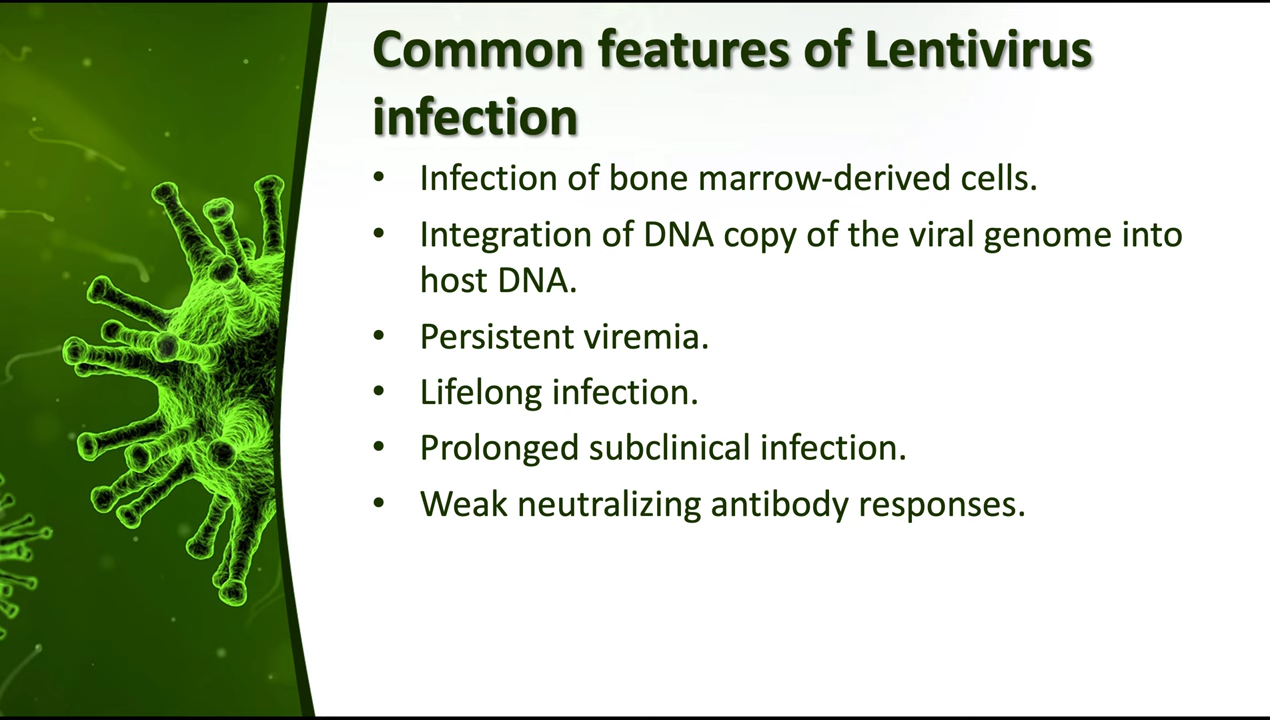 Common features of Lentivirus
infection
• Infection of bone marrow-derived cells.
• Integration of DNA copy of the viral genome into
host DNA.
• Persistent viremia.
• Lifelong infection.
• Prolonged subclinical infection.
• Weak neutralizing antibody responses.